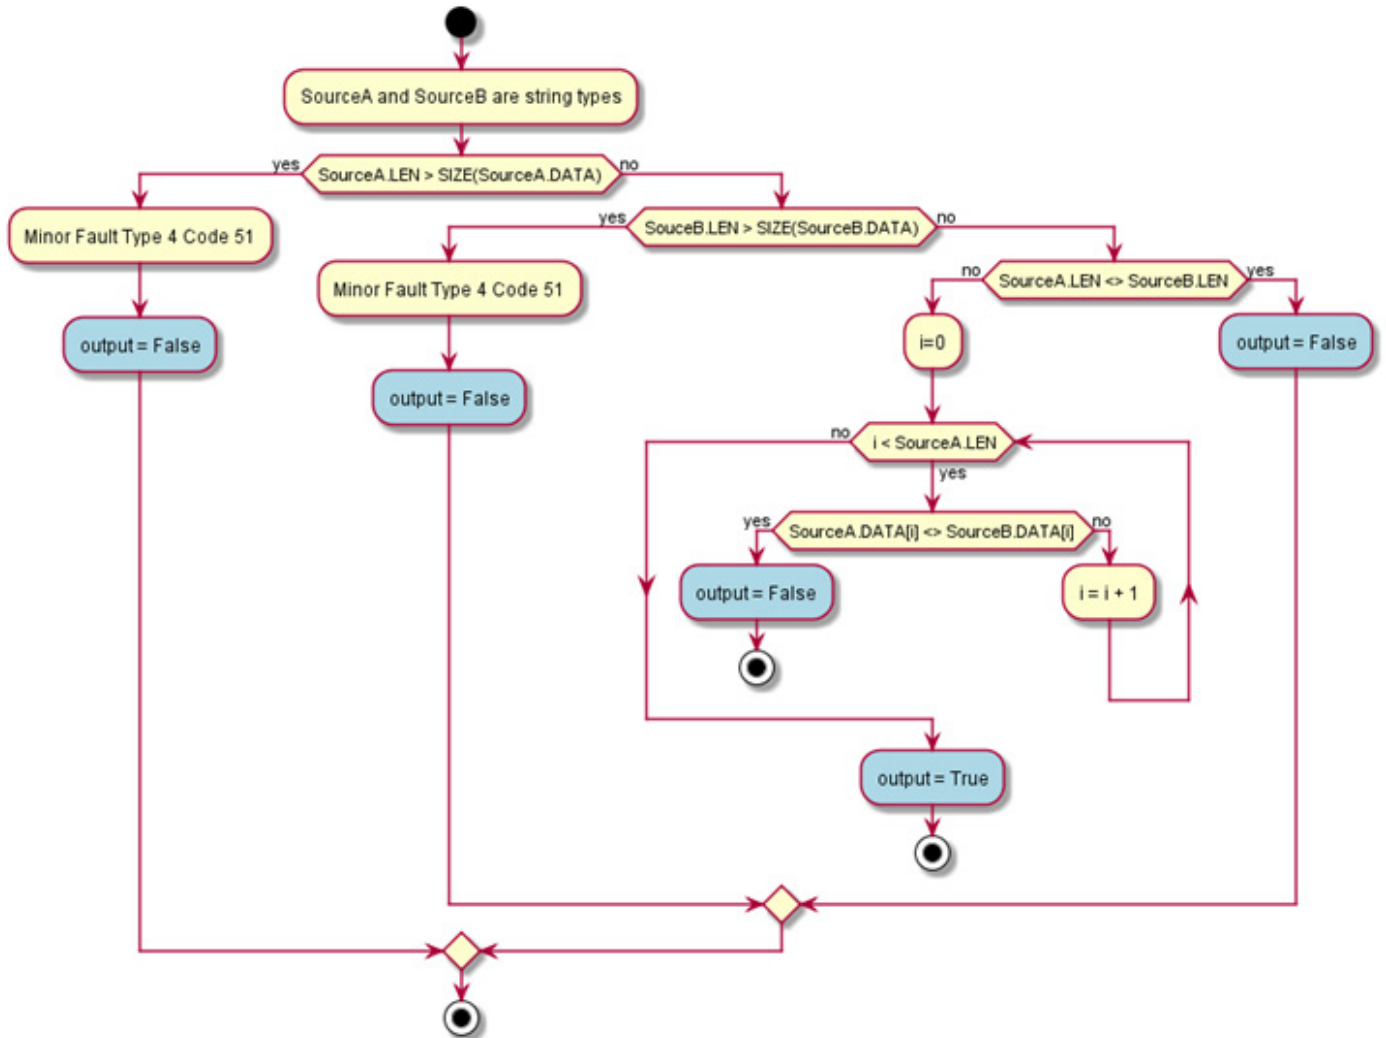 SourceA and SourceB are string types
yes
SourceA.LEN > SIZE(SourceA.DATA)
no
Minor Fault Type 4 Code 51
output = False
yes
SouceB.LEN > SIZE(SourceB.DATA)
no
Minor Fault Type 4 Code 51
output = False
no
SourceA.LEN <> SourceB.LEN
yes
i=0
output = False
no
i < SourceA.LEN
yes
yes
SourceA.DATA[i] <> SourceB.DATA[i]
no
output = False
i = i + 1
output = True